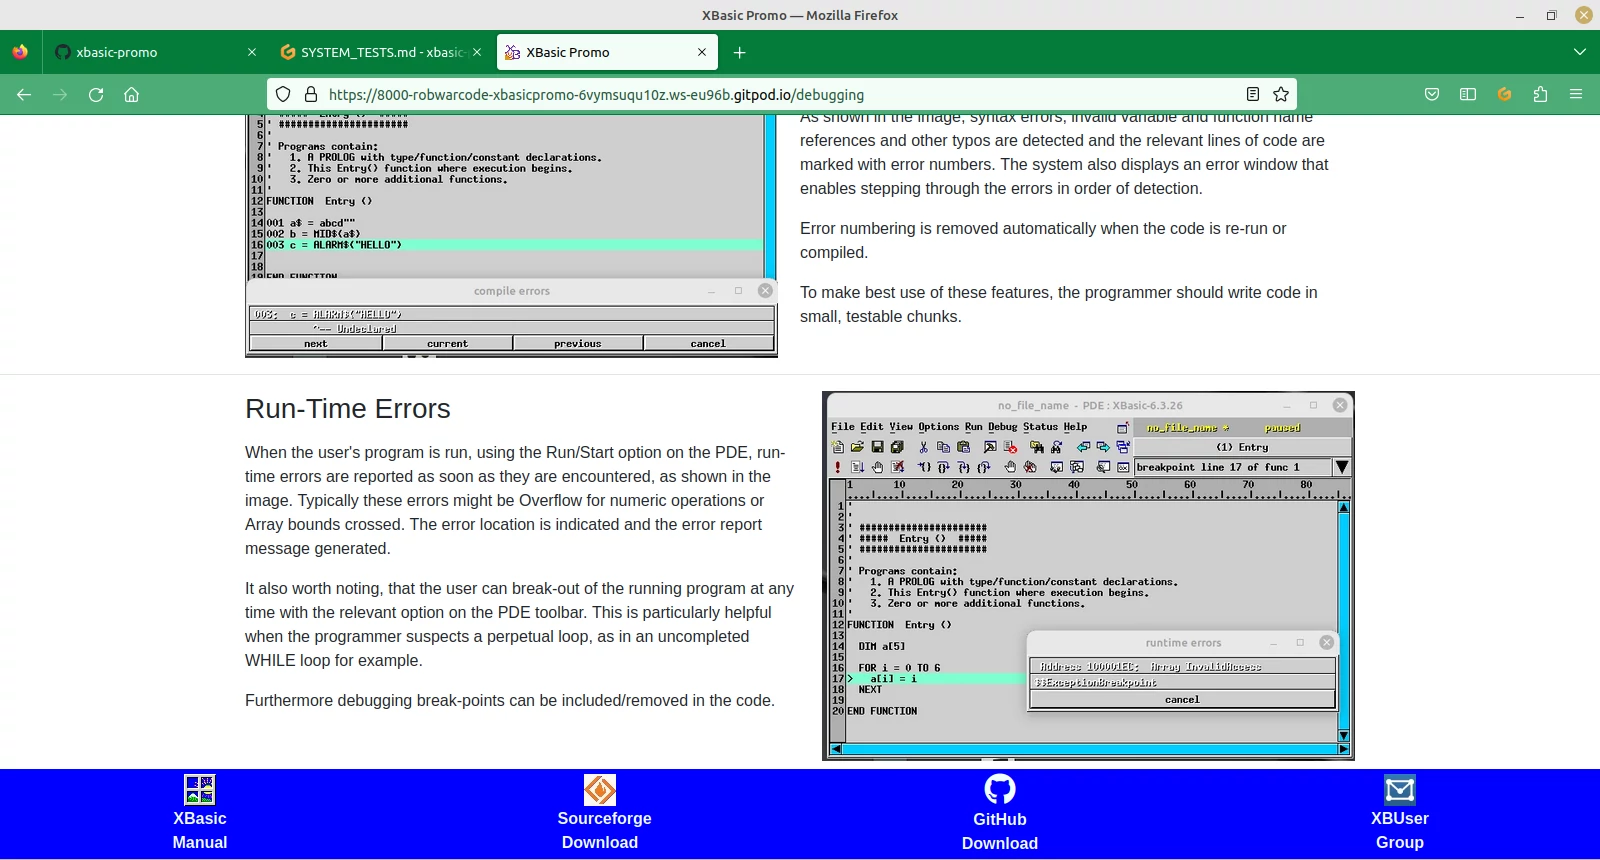 XBasic Promo — Mozilla Firefox
xbasic-promo
SYSTEM_TESTS.md - xbasic-
XBasic Promo
https://8000-robwarcode-xbasicpromo-6vymsuqu10z.ws-eu96b.gitpod.io/debugging
5 ' ######################
6 '
7 ' Programs contain:
8 ' 1. A PROLOG with type/function/constant declarations.
9 ' 2. This Entry() function where execution begins.
10 ' 3. Zero or more additional functions.
11 '
12 FUNCTION Entry ()
13
14 001 a$ = abcd""
15 002 b = MID$(a$)
16 003 c = ALARM$("HELLO")
17
18
19 END FUNCTION
compile errors
003: c = ALARM$("HELLO")
^-- Undeclared
next current previous cancel
As shown in the image, syntax errors, invalid variable and function name
references and other typos are detected and the relevant lines of code are
marked with error numbers. The system also displays an error window that
enables stepping through the errors in order of detection.
Error numbering is removed automatically when the code is re-run or
compiled.
To make best use of these features, the programmer should write code in
small, testable chunks.
Run-Time Errors
When the user's program is run, using the Run/Start option on the PDE, run-
time errors are reported as soon as they are encountered, as shown in the
image. Typically these errors might be Overflow for numeric operations or
Array bounds crossed. The error location is indicated and the error report
message generated.
It also worth noting, that the user can break-out of the running program at any
time with the relevant option on the PDE toolbar. This is particularly helpful
when the programmer suspects a perpetual loop, as in an uncompleted
WHILE loop for example.
Furthermore debugging break-points can be included/removed in the code.
no_file_name - PDE : XBasic-6.3.26
File Edit View Options Run Debug Status Help
no_file_name * paused
(1) Entry
breakpoint line 17 of func 1
1 10 20 30 40 50 60 70 80
1 '
2 '
3 ' ######################
4 ' ##### Entry () #####
5 ' ######################
6 '
7 ' Programs contain:
8 ' 1. A PROLOG with type/function/constant declarations.
9 ' 2. This Entry() function where execution begins.
10 ' 3. Zero or more additional functions.
11 '
12 FUNCTION Entry ()
13
14 DIM a[5]
15
16 FOR i = 0 TO 6
17 > a[i] = i
18 NEXT
19
20 END FUNCTION
runtime errors
Address 100001EC: Array InvalidAccess
$$ExceptionBreakpoint
cancel
XBasic
Manual
Sourceforge
Download
GitHub
Download
XBUser
Group